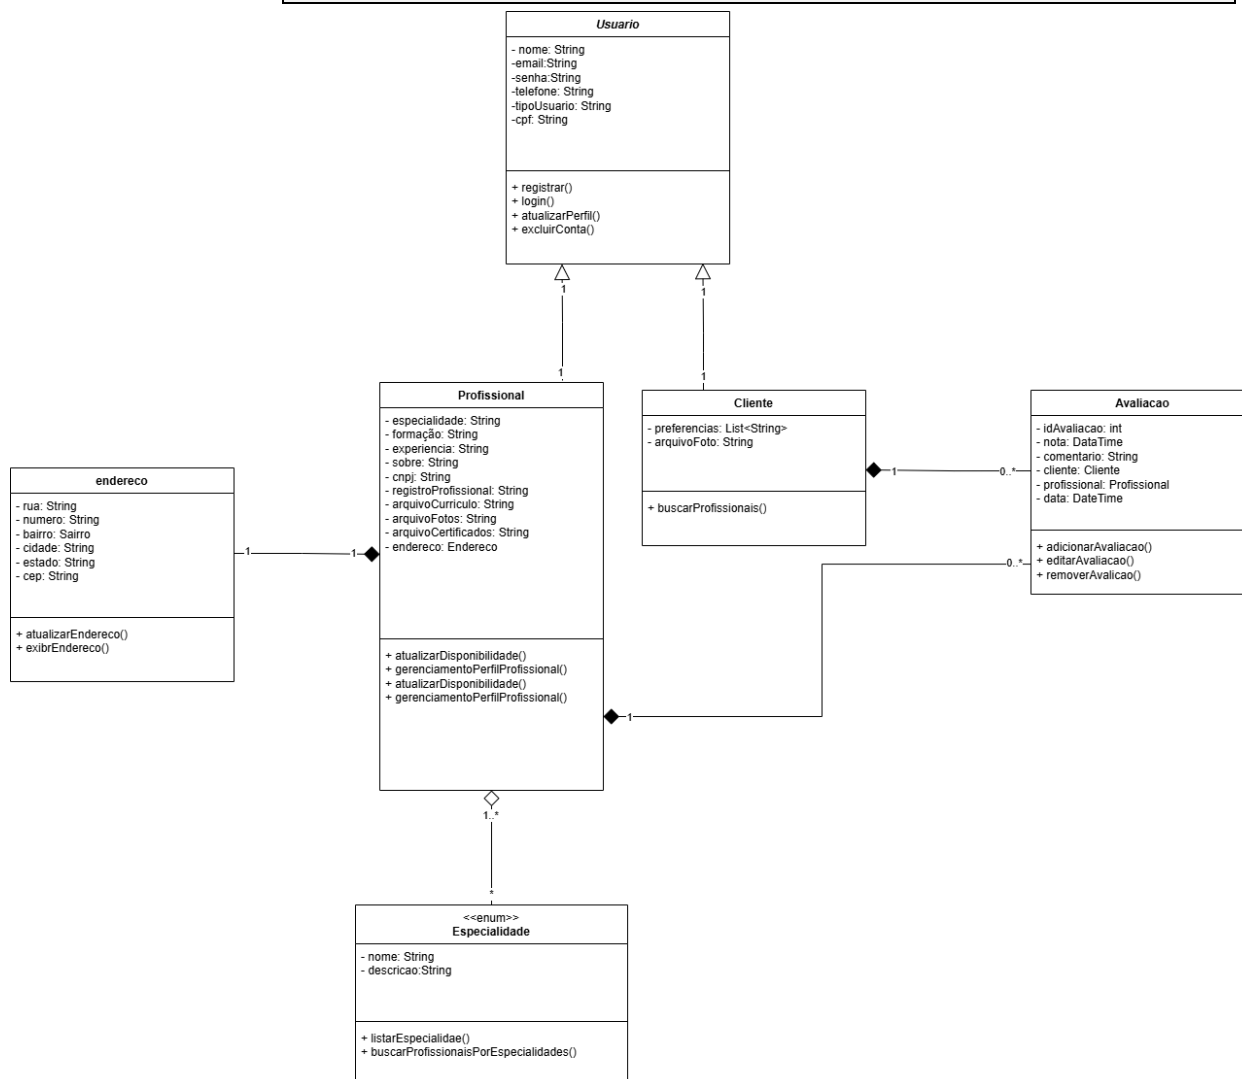 Usuario
- nome: String
-email:String
-senha:String
-telefone: String
-tipoUsuario: String
-cpf: String
+ registrar()
+ login()
+ atualizarPerfil()
+ excluirConta()
1
1
1
1
Profissional
- especialidade: String
- formação: String
- experiencia: String
- sobre: String
- cnpj: String
- registroProfissional: String
- arquivoCurriculo: String
- arquivoFotos: String
- arquivoCertificados: String
- endereco: Endereco
+ atualizarDisponibilidade()
+ gerenciamentoPerfilProfissional()
+ atualizarDisponibilidade()
+ gerenciamentoPerfilProfissional()
Cliente
- preferencias: List<String>
- arquivoFoto: String
+ buscarProfissionais()
1
0..*
Avaliacao
- idAvaliacao: int
- nota: DataTime
- comentario: String
- cliente: Cliente
- profissional: Profissional
- data: DateTime
+ adicionarAvaliacao()
+ editarAvaliacao()
+ removerAvalicao()
0..*
1
endereco
- rua: String
- numero: String
- bairro: Sairro
- cidade: String
- estado: String
- cep: String
+ atualizarEndereco()
+ exibrEndereco()
1
1
1..*
*
<<enum>>
Especialidade
- nome: String
- descricao:String
+ listarEspecialidae()
+ buscarProfissionaisPorEspecialidades()